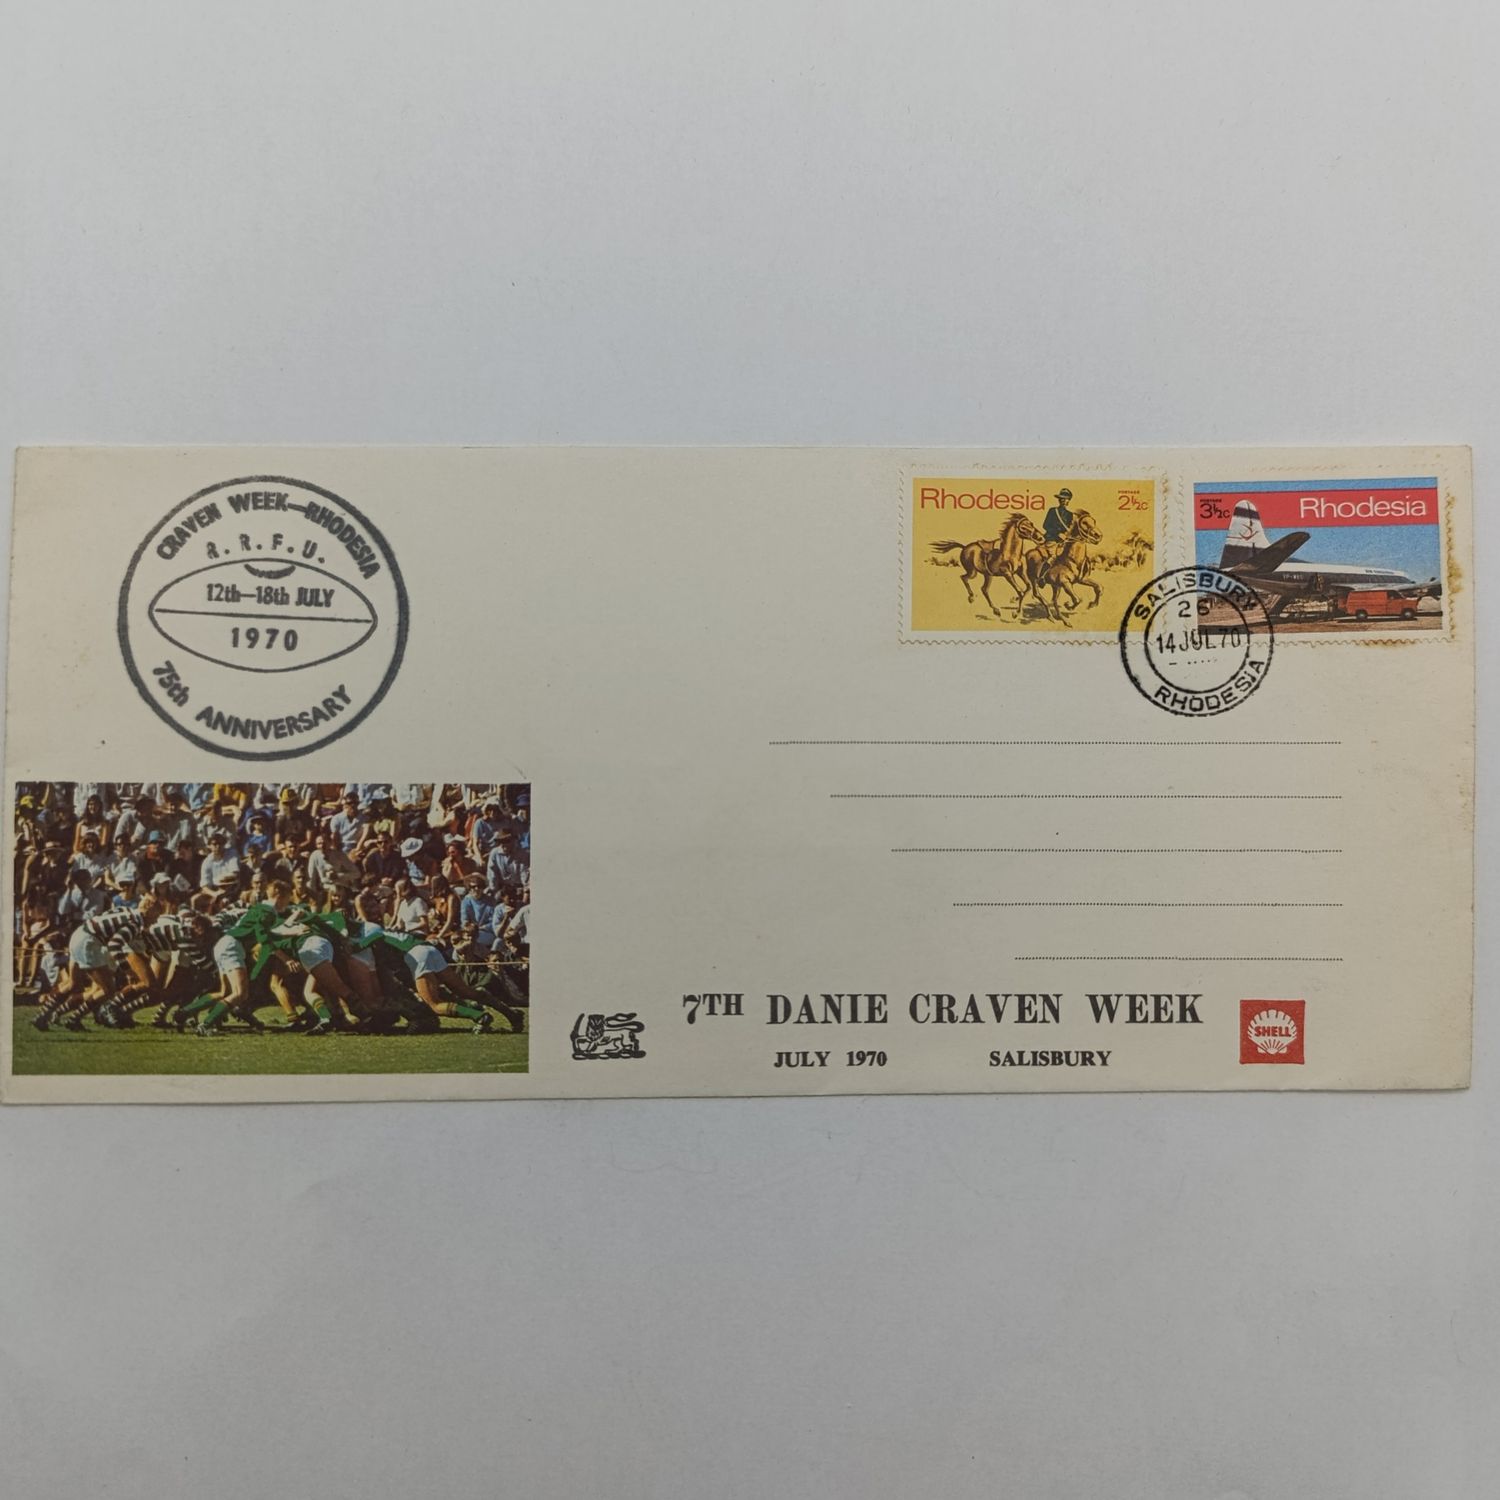 CRAVEN WEEK—RHODESIA
R.R.F.U.
12th—18th JULY
1970
75th ANNIVERSARY
Rhodesia
POSTAGE
2½c
POSTAGE
3½c
Rhodesia
SALISBURY
26
14 JUL 70
RHODESIA
7TH DANIE CRAVEN WEEK
JULY 1970 SALISBURY
SHELL